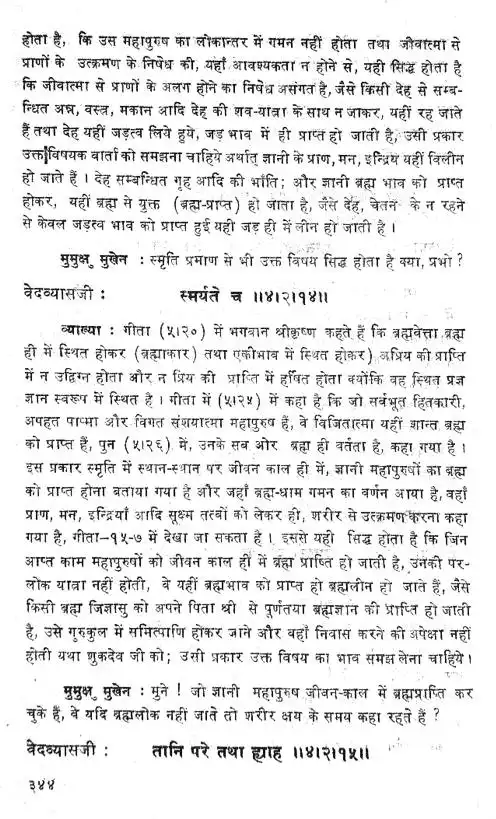 होता है, कि उस महापुरुष का लोकान्तर में गमन नहीं होता तथा जीवात्मा से
प्राणों के उत्क्रमण के निषेध की, यहाँ आवश्यकता न होने से, यही सिद्ध होता है
कि जीवात्मा से प्राणों के अलग होने का निषेध असंगत है, जैसे किसी देह से सम्ब-
न्धित अन्न, वस्त्र, मकान आदि देह की शव-यात्रा के साथ न जाकर, यहीं रह जाते
हैं तथा देह यहीं जड़त्व लिये हुये, जड़ भाव में ही प्राप्त हो जाती है, उसी प्रकार
उक्त विषयक वार्ता को समझना चाहिये अर्थात् ज्ञानी के प्राण, मन, इन्द्रिय यहीं विलीन
हो जाते हैं । देह सम्बन्धित गृह आदि की भाँति; और ज्ञानी ब्रह्म भाव को प्राप्त
होकर, यहीं ब्रह्म से युक्त (ब्रह्म-प्राप्त) हो जाता है, जैसे देह, चेतन के न रहने
से केवल जड़त्व भाव को प्राप्त हुई यही जड़ ही में लीन हो जाती है ।
मुमुक्षु मुखेन : स्मृति प्रमाण से भी उक्त विषय सिद्ध होता है क्या, प्रभो ?
वेदव्यासजी : स्मर्यते च ॥४।२।१४॥
व्याख्या : गीता (५।२०) में भगवान श्रीकृष्ण कहते हैं कि ब्रह्मवेत्ता ब्रह्म
ही में स्थित होकर (ब्रह्माकार) तथा एकीभाव में स्थित होकर) अप्रिय की प्राप्ति
में न उद्विग्न होता और न प्रिय की प्राप्ति में हर्षित होता क्योंकि वह स्थित प्रज्ञ
ज्ञान स्वरूप में स्थित है । गीता में (५।२५) में कहा है कि जो सर्वभूत हितकारी,
अपहत पाप्मा और विगत संशयात्मा महापुरुष हैं, वे विजितात्मा यहीं शान्त ब्रह्म
को प्राप्त हैं, पुन (५।२६) में, उनके सब ओर ब्रह्म ही वर्तता है, कहा गया है ।
इस प्रकार स्मृति में स्थान-स्थान पर जीवन काल ही में, ज्ञानी महापुरुषों का ब्रह्म
को प्राप्त होना बताया गया है और जहाँ ब्रह्म-धाम गमन का वर्णन आया है, वहाँ
प्राण, मन, इन्द्रियाँ आदि सूक्ष्म तत्वों को लेकर ही, शरीर से उत्क्रमण करना कहा
गया है, गीता–१५-७ में देखा जा सकता है । इससे यही सिद्ध होता है कि जिन
आप्त काम महापुरुषों को जीवन काल ही में ब्रह्म प्राप्ति हो जाती है, उनकी पर-
लोक यात्रा नहीं होती, वे यहीं ब्रह्मभाव को प्राप्त हो ब्रह्मलीन हो जाते हैं, जैसे
किसी ब्रह्म जिज्ञासु को अपने पिता श्री से पूर्णतया ब्रह्मज्ञान की प्राप्ति हो जाती
है, उसे गुरुकुल में समित्पाणि होकर जाने और वहाँ निवास करने की अपेक्षा नहीं
होती यथा शुकदेव जी को; उसी प्रकार उक्त विषय का भाव समझ लेना चाहिये ।
मुमुक्षु मुखेन : मुने ! जो ज्ञानी महापुरुष जीवन-काल में ब्रह्मप्राप्ति कर
चुके हैं, वे यदि ब्रह्मलोक नहीं जाते तो शरीर क्षय के समय कहा रहते हैं ?
वेदव्यासजी : तानि परे तथा ह्याह ॥४।२।१५॥
३४४